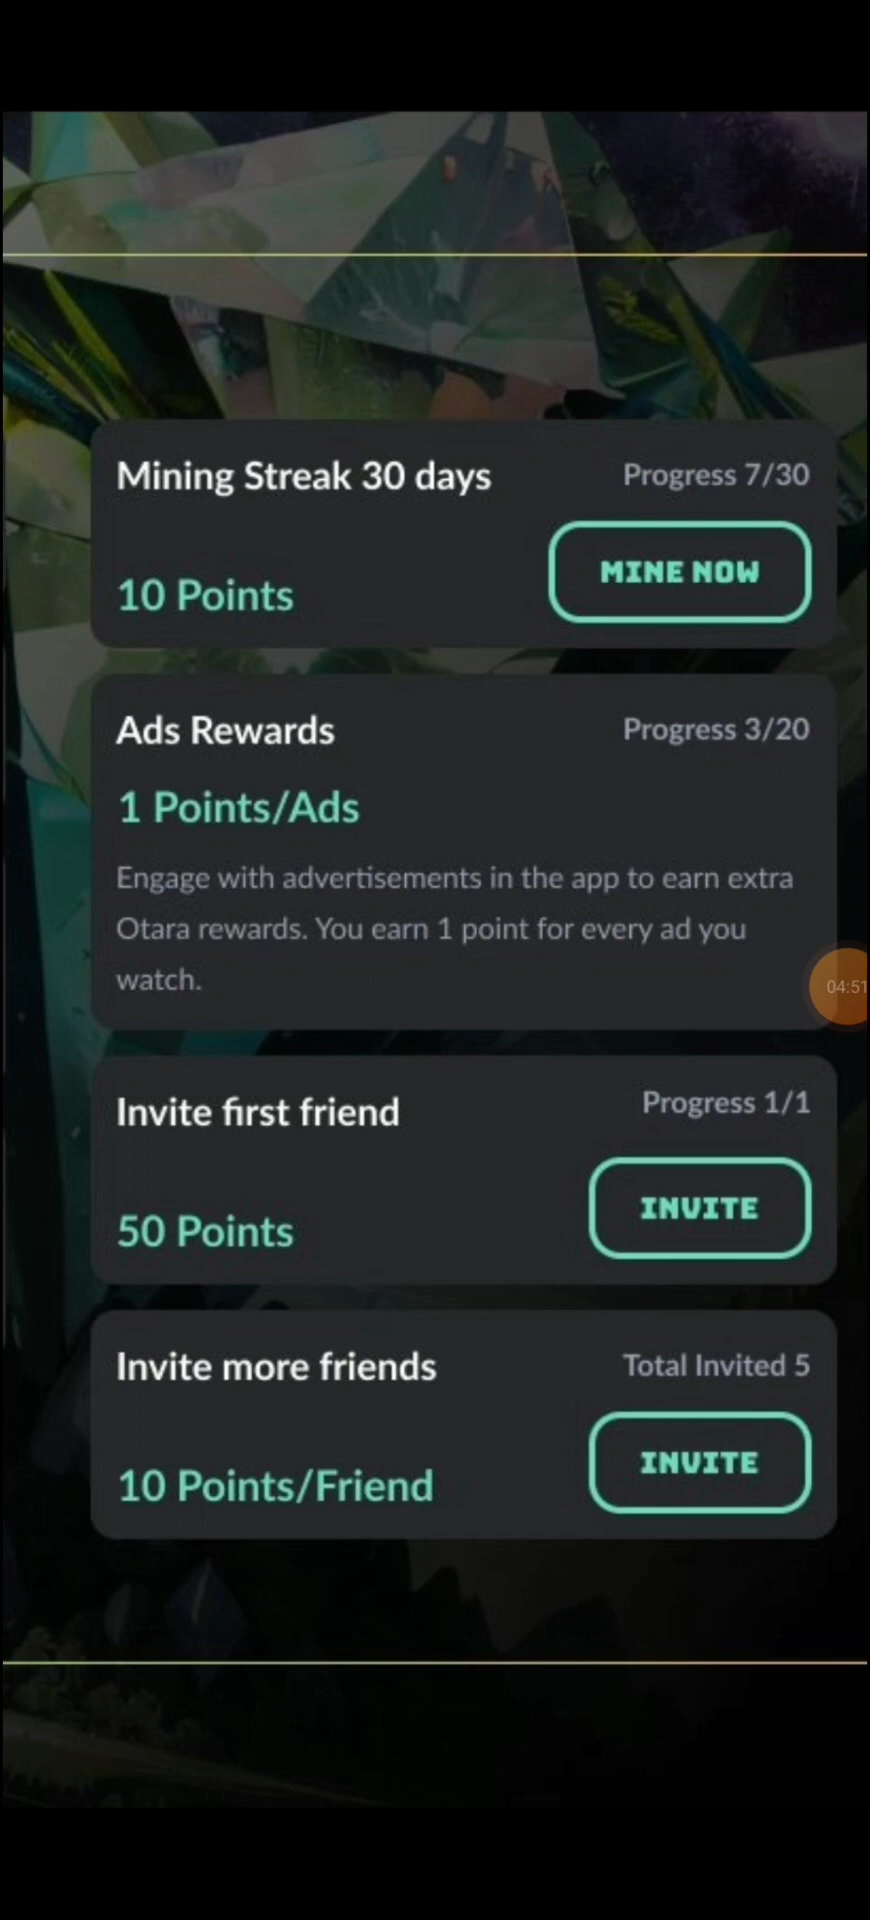 Mining Streak 30 days
Progress 7/30
10 Points
MINE NOW
Ads Rewards
Progress 3/20
1 Points/Ads
Engage with advertisements in the app to earn extra
Otara rewards. You earn 1 point for every ad you
watch.
04:51
Invite first friend
Progress 1/1
50 Points
INVITE
Invite more friends
Total Invited 5
10 Points/Friend
INVITE